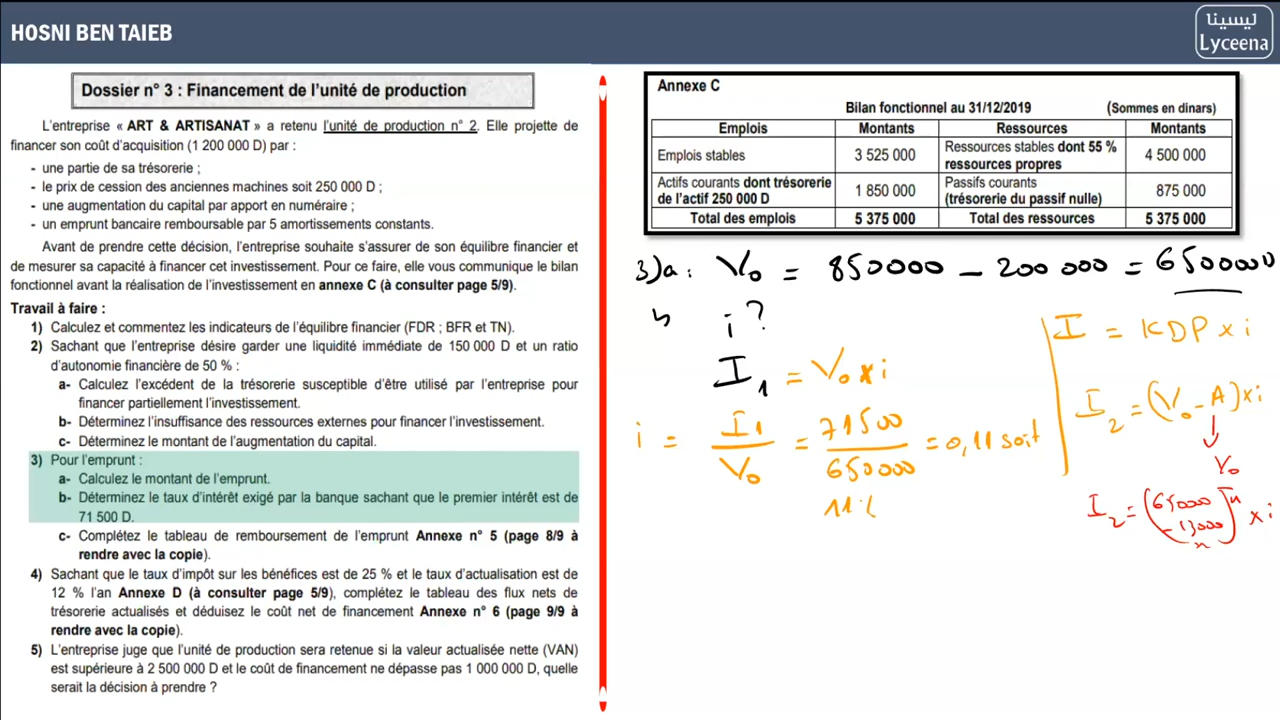 HOSNI BEN TAIEB
ليسينا
Lyceena
Dossier n° 3 : Financement de l'unité de production
L'entreprise « ART & ARTISANAT » a retenu l'unité de production n° 2. Elle projette de
financer son coût d'acquisition (1 200 000 D) par :
- une partie de sa trésorerie ;
- le prix de cession des anciennes machines soit 250 000 D ;
- une augmentation du capital par apport en numéraire ;
- un emprunt bancaire remboursable par 5 amortissements constants.
Avant de prendre cette décision, l'entreprise souhaite s'assurer de son équilibre financier et
de mesurer sa capacité à financer cet investissement. Pour ce faire, elle vous communique le bilan
fonctionnel avant la réalisation de l'investissement en annexe C (à consulter page 5/9).
Travail à faire :
1) Calculez et commentez les indicateurs de l'équilibre financier (FDR ; BFR et TN).
2) Sachant que l'entreprise désire garder une liquidité immédiate de 150 000 D et un ratio
d'autonomie financière de 50 % :
a- Calculez l'excédent de la trésorerie susceptible d'être utilisé par l'entreprise pour
financer partiellement l'investissement.
b- Déterminez l'insuffisance des ressources externes pour financer l'investissement.
c- Déterminez le montant de l'augmentation du capital.
3) Pour l'emprunt :
a- Calculez le montant de l'emprunt.
b- Déterminez le taux d'intérêt exigé par la banque sachant que le premier intérêt est de
71 500 D.
c- Complétez le tableau de remboursement de l'emprunt Annexe n° 5 (page 8/9 à
rendre avec la copie).
4) Sachant que le taux d'impôt sur les bénéfices est de 25 % et le taux d'actualisation est de
12 % l'an Annexe D (à consulter page 5/9), complétez le tableau des flux nets de
trésorerie actualisés et déduisez le coût net de financement Annexe n° 6 (page 9/9 à
rendre avec la copie).
5) L'entreprise juge que l'unité de production sera retenue si la valeur actualisée nette (VAN)
est supérieure à 2 500 000 D et le coût de financement ne dépasse pas 1 000 000 D, quelle
serait la décision à prendre ?
Annexe C
Bilan fonctionnel au 31/12/2019 (Sommes en dinars)
Emplois Montants Ressources Montants
Emplois stables 3 525 000 Ressources stables dont 55 % ressources propres 4 500 000
Actifs courants dont trésorerie de l'actif 250 000 D 1 850 000 Passifs courants (trésorerie du passif nulle) 875 000
Total des emplois 5 375 000 Total des ressources 5 375 000
3)a: V₀ = 850000 - 200 000 = 6500000
b i ?
I₁ = V₀ x i
i = I₁/V₀ = 71500/650000 = 0,11 soit
11%
I = KDP x i
I₂ = (V₀ - A) x i
V₀